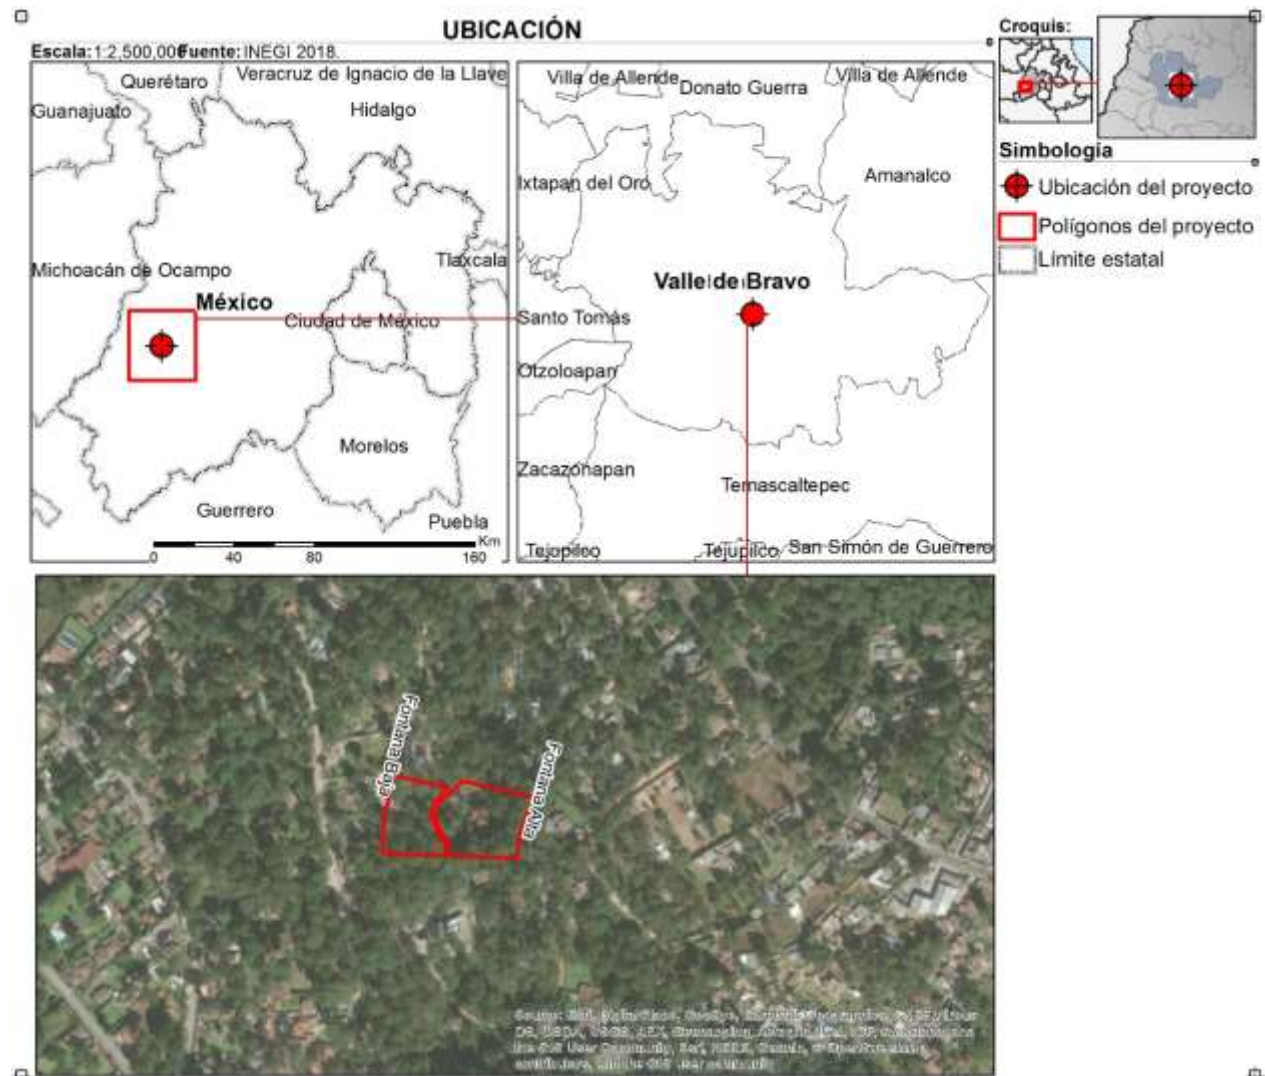 UBICACIÓN
Escala: 1:2,500,000 Fuente: INEGI 2018.
Querétaro
Veracruz de Ignacio de la Llave
Guanajuato
Hidalgo
Michoacán de Ocampo
Tlaxcala
México
Ciudad de México
Morelos
Guerrero
Puebla
Km
0 40 80 160
Villa de Allende
Donato Guerra
Villa de Allende
Ixtapan del Oro
Amanalco
Valle de Bravo
Santo Tomás
Otzoloapan
Zacazonapan
Temascaltepec
Tejupilco
Tejupilco
San Simón de Guerrero
Croquis:
Simbología
Ubicación del proyecto
Polígonos del proyecto
Límite estatal
Fontana Baja
Fontana Alta